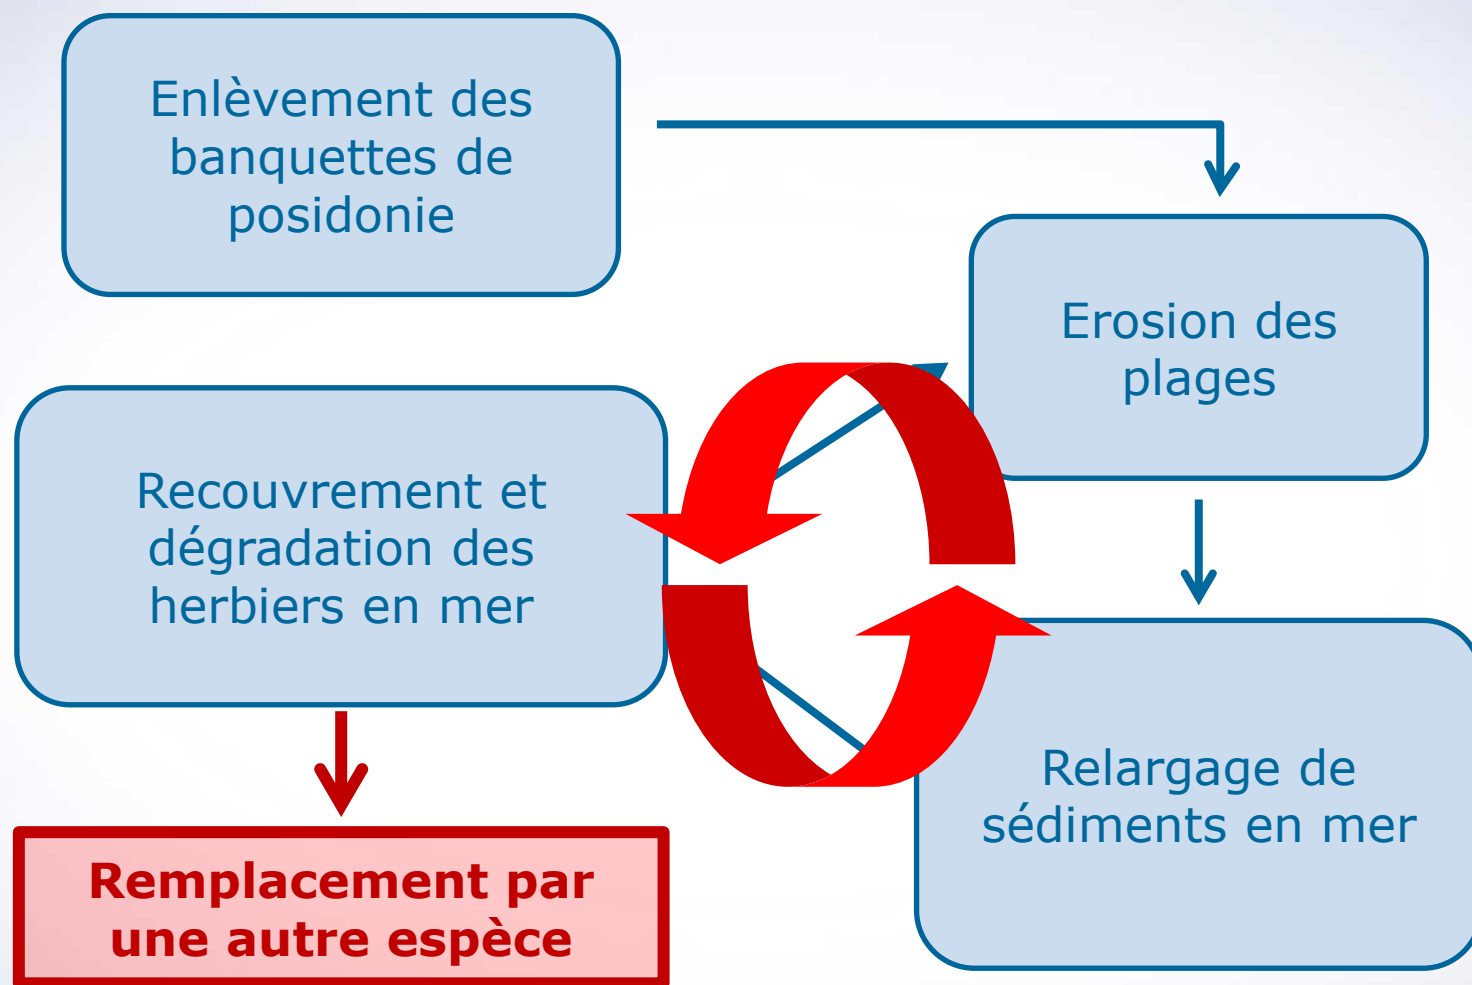 Enlèvement des
banquettes de
posidonie
Erosion des
plages
Recouvrement et
dégradation des
herbiers en mer
Relargage de
sédiments en mer
Remplacement par
une autre espèce